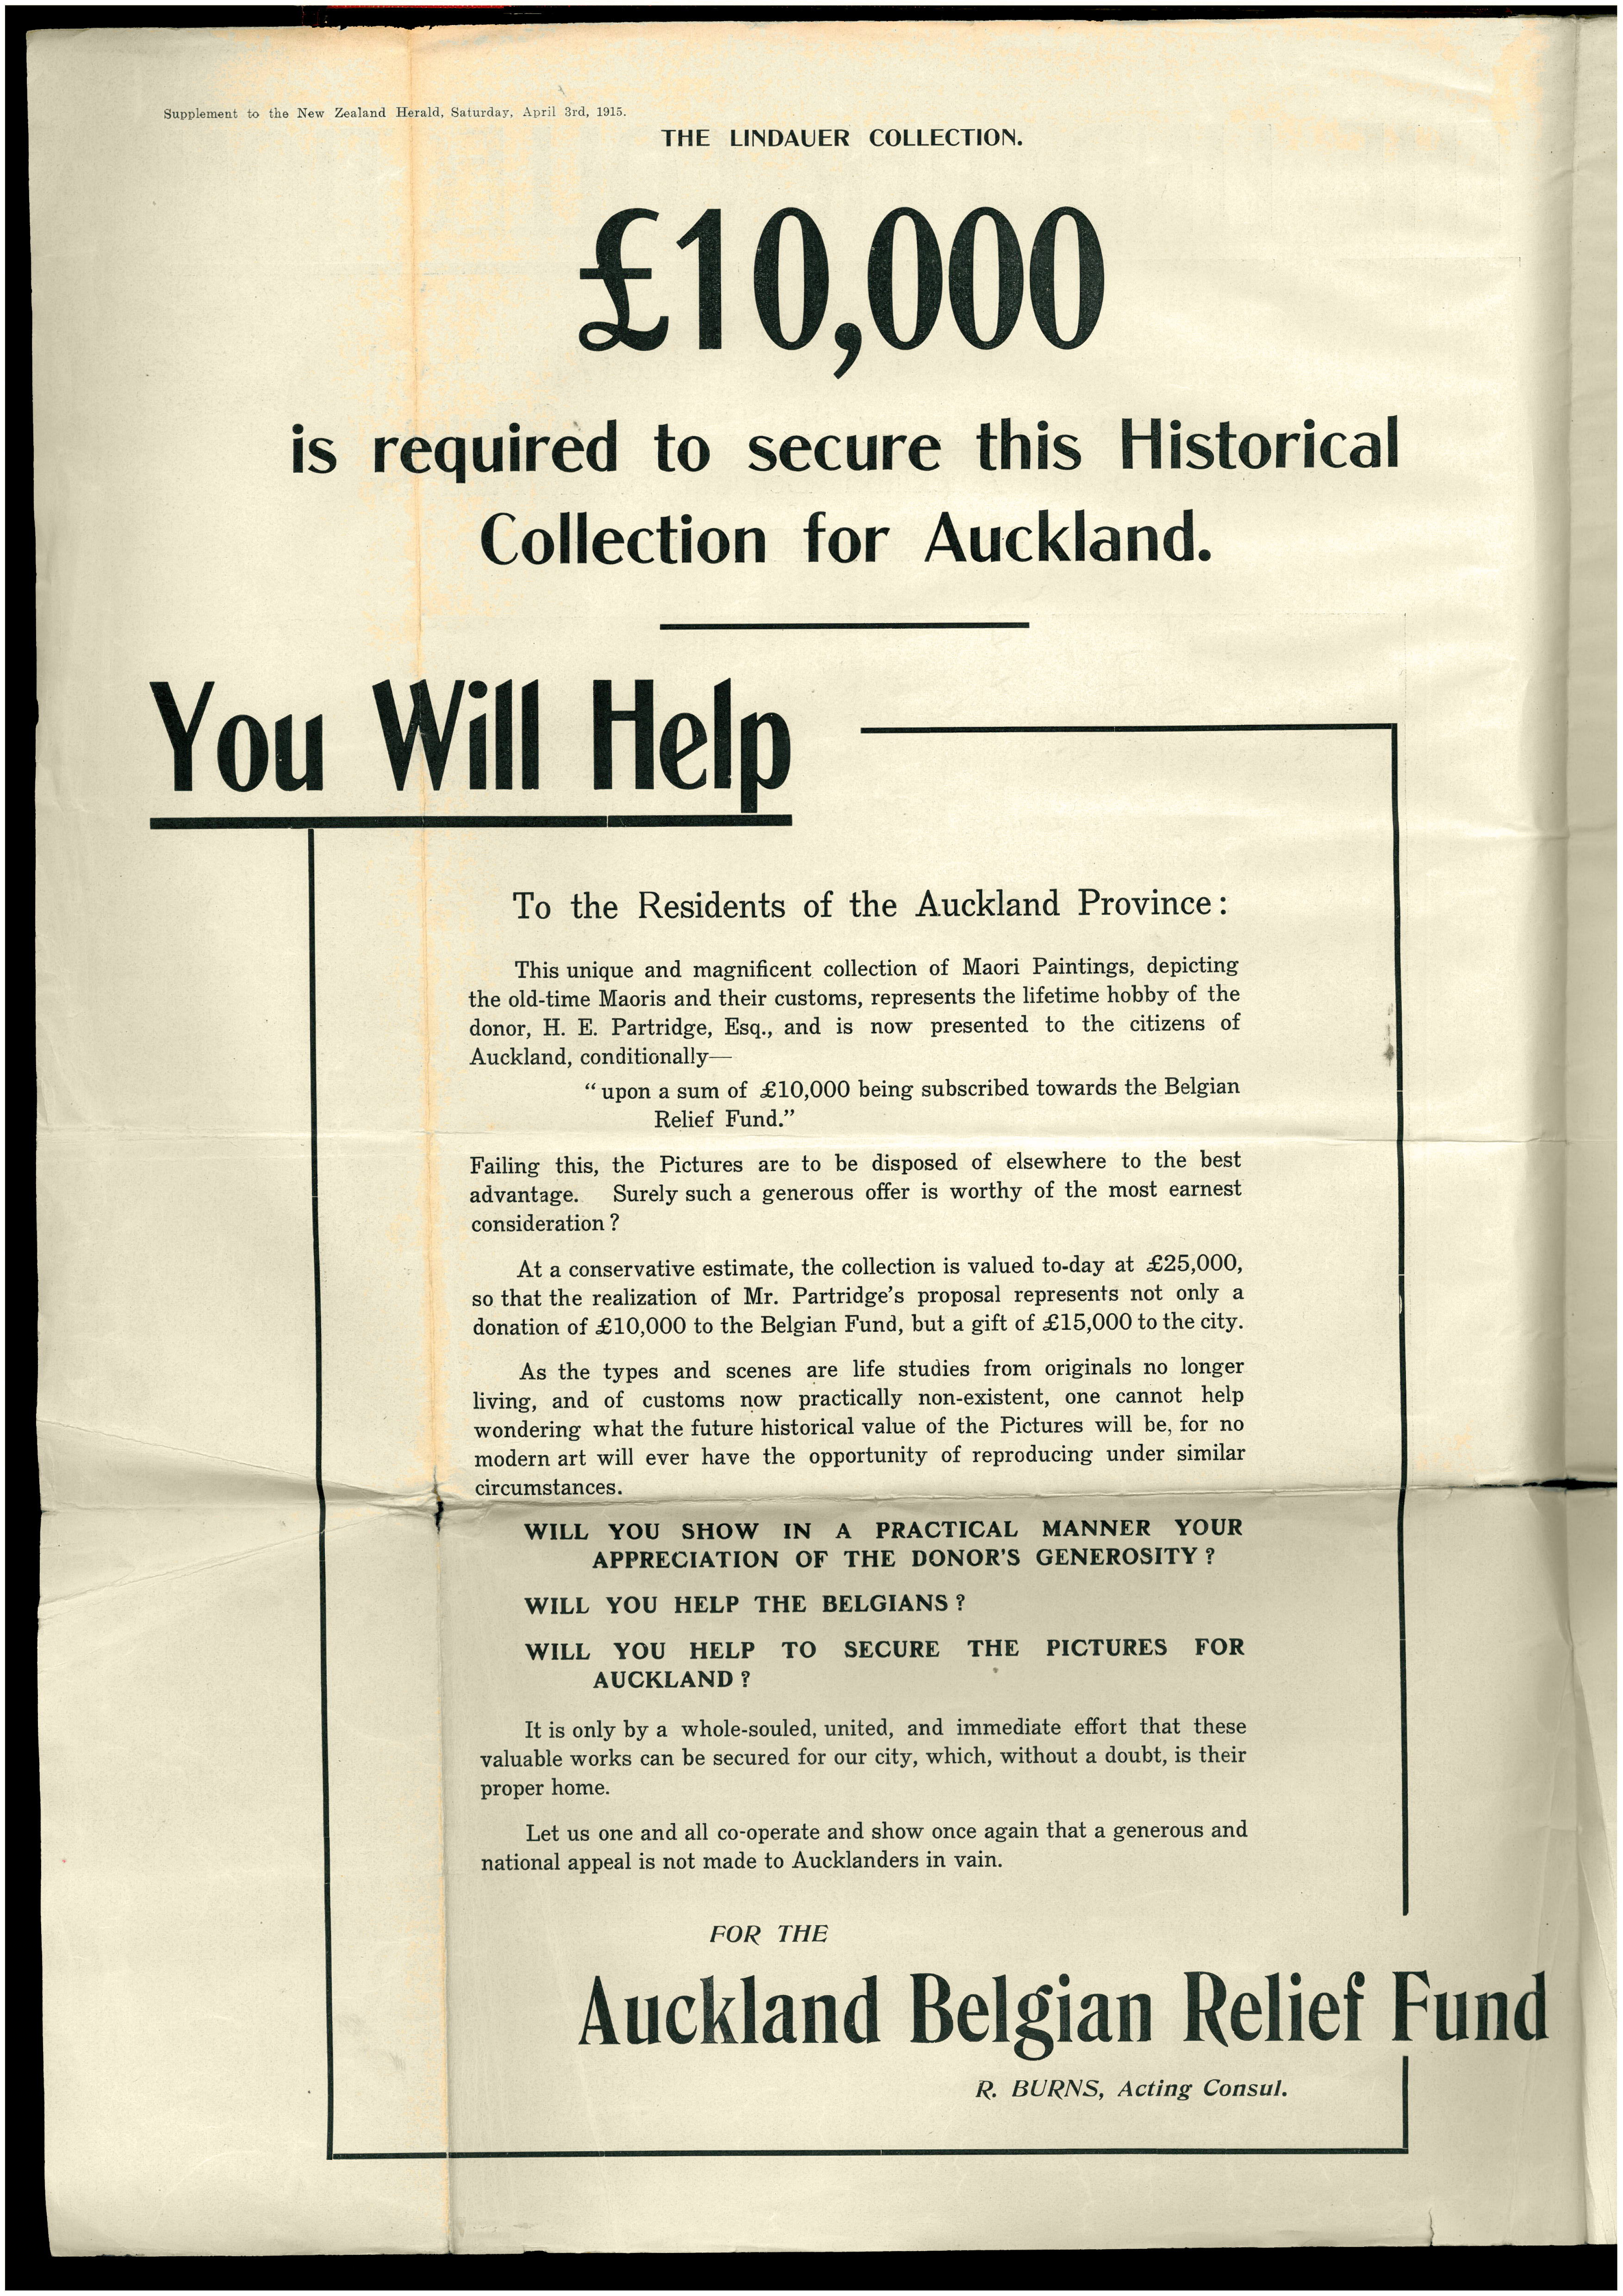 Supplement to the New Zealand Herald, Saturday, April 3rd, 1915.
THE LINDAUER COLLECTION.
£10,000
is required to secure this Historical
Collection for Auckland.
You Will Help
To the Residents of the Auckland Province:
This unique and magnificent collection of Maori Paintings, depicting
the old-time Maoris and their customs, represents the lifetime hobby of the
donor, H. E. Partridge, Esq., and is now presented to the citizens of
Auckland, conditionally—
“upon a sum of £10,000 being subscribed towards the Belgian
Relief Fund.”
Failing this, the Pictures are to be disposed of elsewhere to the best
advantage. Surely such a generous offer is worthy of the most earnest
consideration?
At a conservative estimate, the collection is valued to-day at £25,000,
so that the realization of Mr. Partridge's proposal represents not only a
donation of £10,000 to the Belgian Fund, but a gift of £15,000 to the city.
As the types and scenes are life studies from originals no longer
living, and of customs now practically non-existent, one cannot help
wondering what the future historical value of the Pictures will be, for no
modern art will ever have the opportunity of reproducing under similar
circumstances.
WILL YOU SHOW IN A PRACTICAL MANNER YOUR
APPRECIATION OF THE DONOR'S GENEROSITY?
WILL YOU HELP THE BELGIANS?
WILL YOU HELP TO SECURE THE PICTURES FOR
AUCKLAND?
It is only by a whole-souled, united, and immediate effort that these
valuable works can be secured for our city, which, without a doubt, is their
proper home.
Let us one and all co-operate and show once again that a generous and
national appeal is not made to Aucklanders in vain.
FOR THE
Auckland Belgian Relief Fund
R. BURNS, Acting Consul.